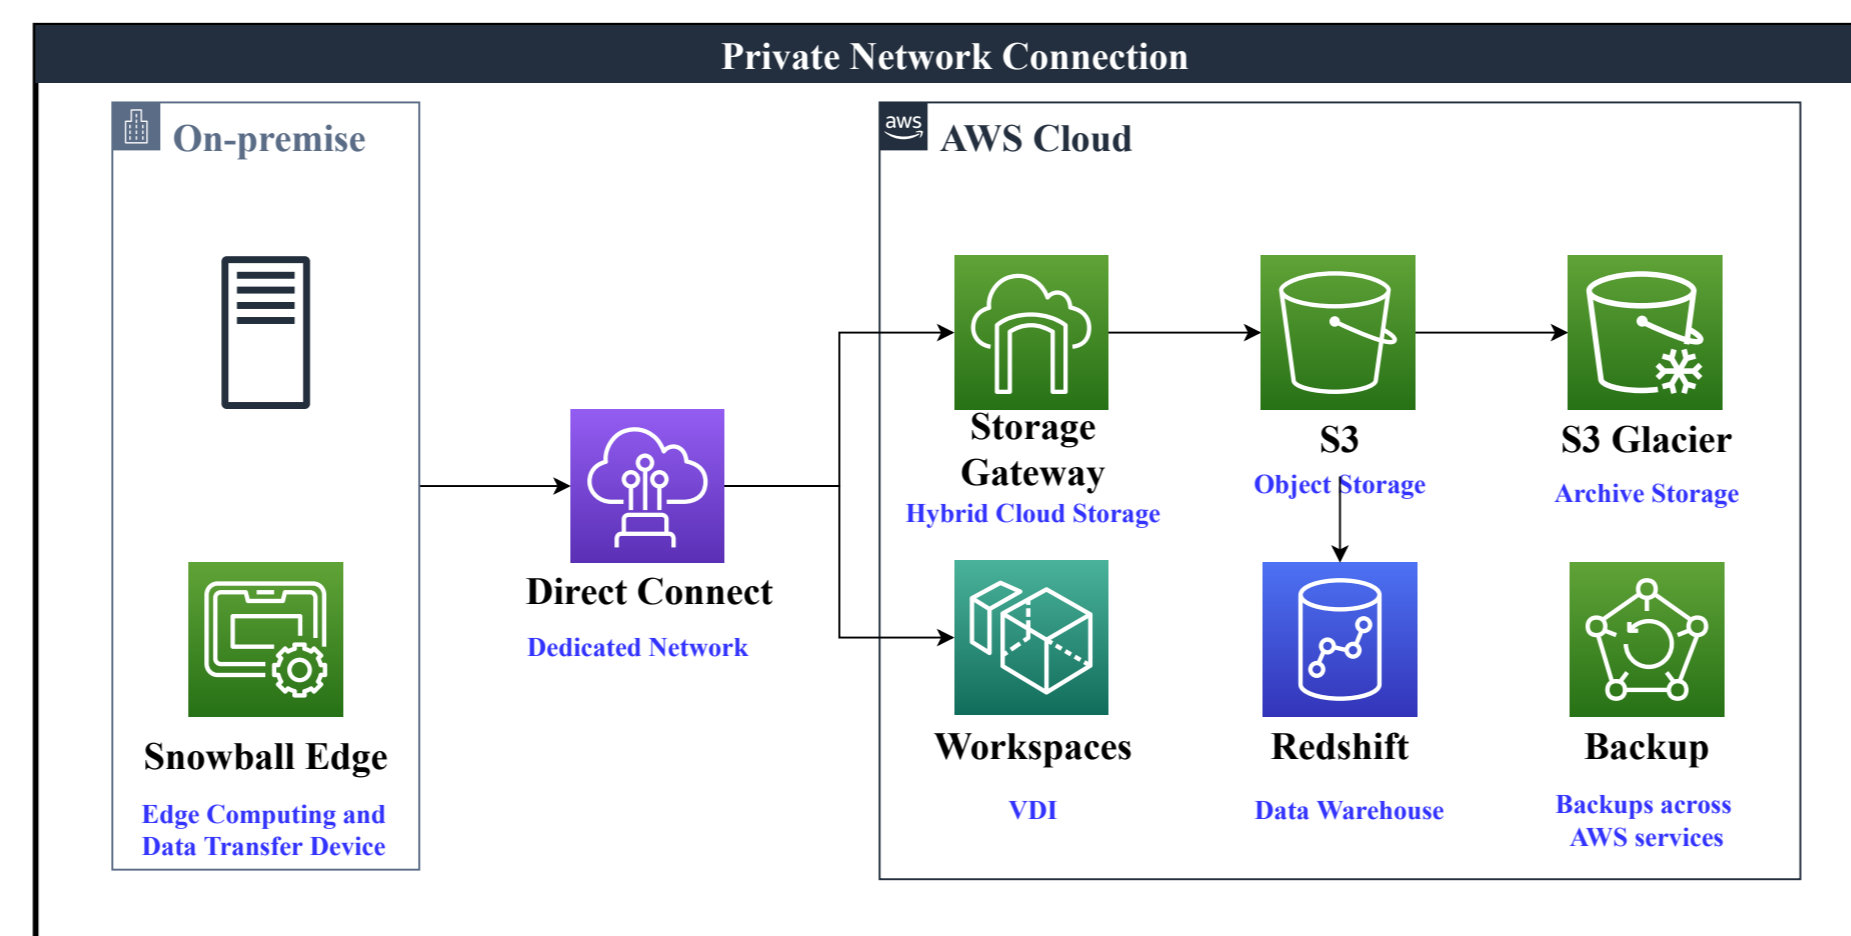 Private Network Connection
On-premise
aws
AWS Cloud
Storage
Gateway
Hybrid Cloud Storage
S3
Object Storage
S3 Glacier
Archive Storage
Direct Connect
Dedicated Network
Snowball Edge
Edge Computing and
Data Transfer Device
Workspaces
VDI
Redshift
Data Warehouse
Backup
Backups across
AWS services